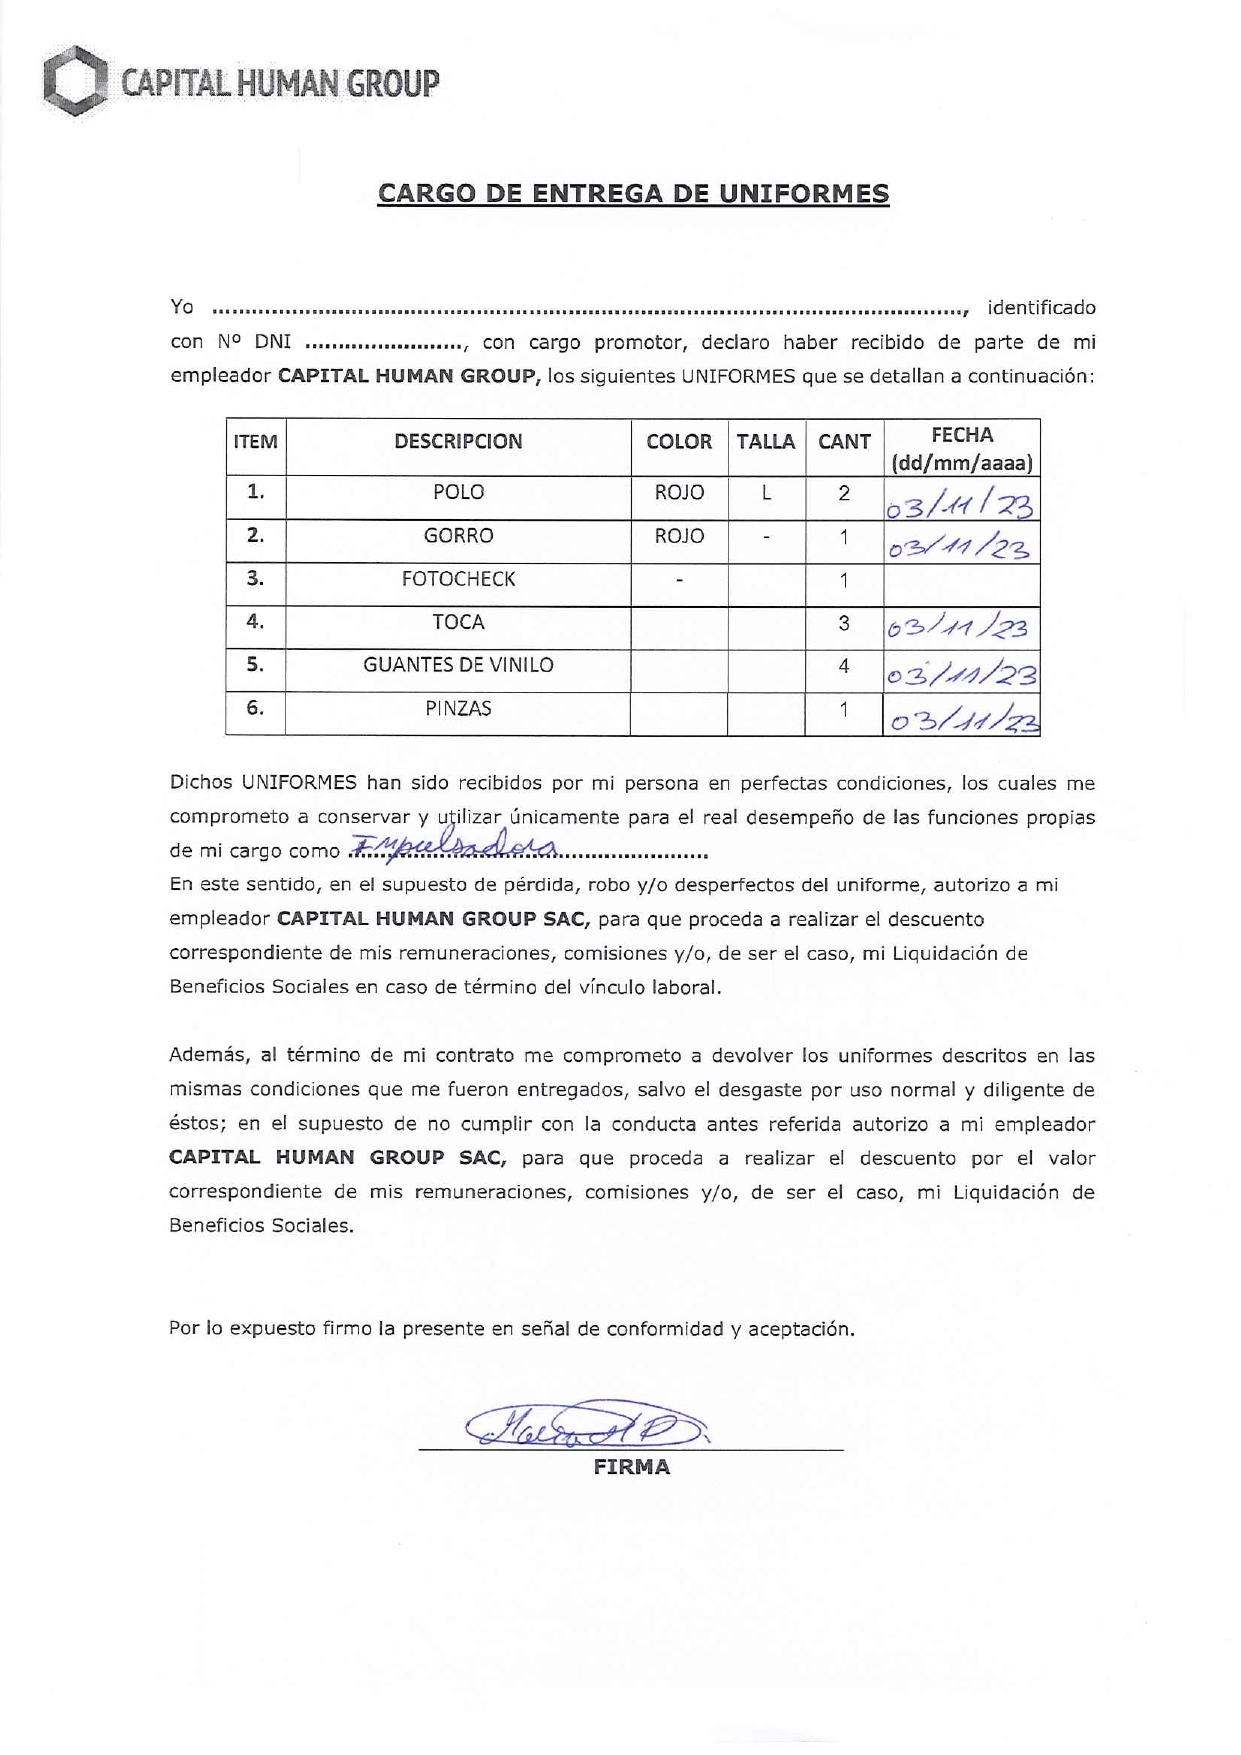 CAPITAL HUMAN GROUP
CARGO DE ENTREGA DE UNIFORMES
Yo ................................................................................................................, identificado
con Nº DNI ........................, con cargo promotor, declaro haber recibido de parte de mi
empleador CAPITAL HUMAN GROUP, los siguientes UNIFORMES que se detallan a continuación:
ITEM DESCRIPCION COLOR TALLA CANT FECHA (dd/mm/aaaa)
1. POLO ROJO L 2 03/11/23
2. GORRO ROJO - 1 03/11/23
3. FOTOCHECK - 1
4. TOCA 3 03/11/23
5. GUANTES DE VINILO 4 03/11/23
6. PINZAS 1 03/11/23
Dichos UNIFORMES han sido recibidos por mi persona en perfectas condiciones, los cuales me
comprometo a conservar y utilizar únicamente para el real desempeño de las funciones propias
de mi cargo como Impulsadora
En este sentido, en el supuesto de pérdida, robo y/o desperfectos del uniforme, autorizo a mi
empleador CAPITAL HUMAN GROUP SAC, para que proceda a realizar el descuento
correspondiente de mis remuneraciones, comisiones y/o, de ser el caso, mi Liquidación de
Beneficios Sociales en caso de término del vínculo laboral.
Además, al término de mi contrato me comprometo a devolver los uniformes descritos en las
mismas condiciones que me fueron entregados, salvo el desgaste por uso normal y diligente de
éstos; en el supuesto de no cumplir con la conducta antes referida autorizo a mi empleador
CAPITAL HUMAN GROUP SAC, para que proceda a realizar el descuento por el valor
correspondiente de mis remuneraciones, comisiones y/o, de ser el caso, mi Liquidación de
Beneficios Sociales.
Por lo expuesto firmo la presente en señal de conformidad y aceptación.
FIRMA